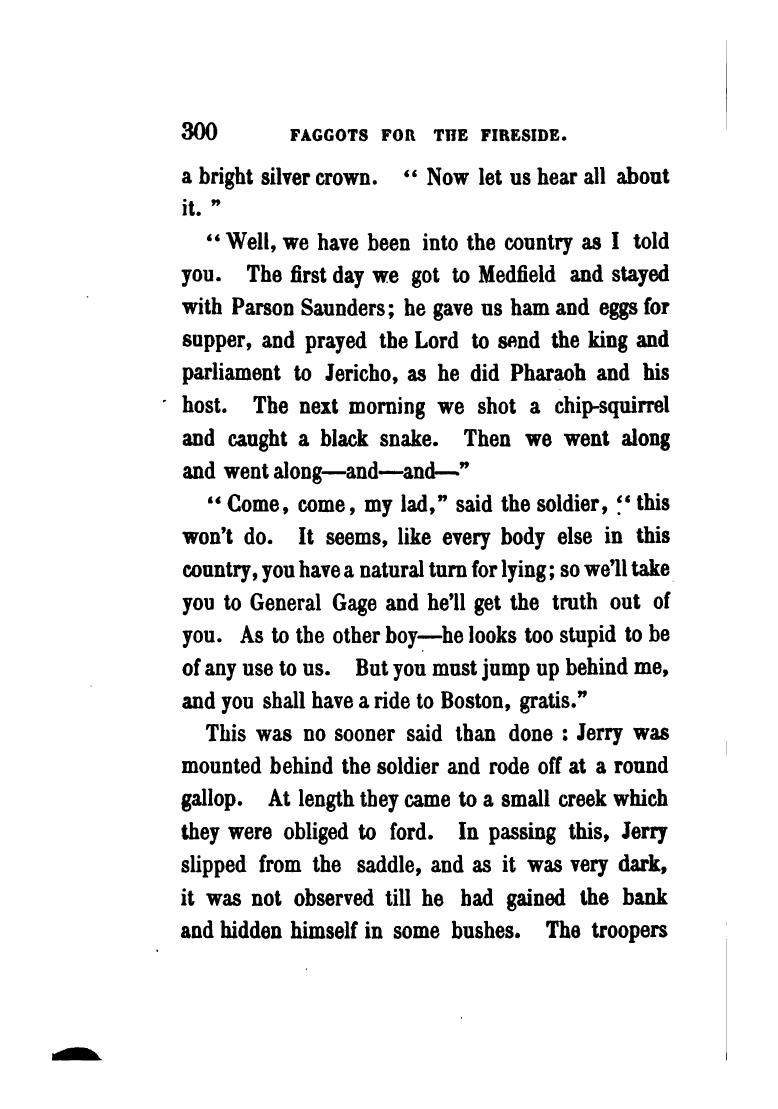 300 FAGGOTS FOR THE FIRESIDE.
a bright silver crown. “ Now let us hear all about
it. ”
“ Well, we have been into the country as I told
you. The first day we got to Medfield and stayed
with Parson Saunders; he gave us ham and eggs for
supper, and prayed the Lord to send the king and
parliament to Jericho, as he did Pharaoh and his
host. The next morning we shot a chip-squirrel
and caught a black snake. Then we went along
and went along—and—and—”
“ Come, come, my lad,” said the soldier, “ this
won’t do. It seems, like every body else in this
country, you have a natural turn for lying; so we’ll take
you to General Gage and he’ll get the truth out of
you. As to the other boy—he looks too stupid to be
of any use to us. But you must jump up behind me,
and you shall have a ride to Boston, gratis.”
This was no sooner said than done : Jerry was
mounted behind the soldier and rode off at a round
gallop. At length they came to a small creek which
they were obliged to ford. In passing this, Jerry
slipped from the saddle, and as it was very dark,
it was not observed till he had gained the bank
and hidden himself in some bushes. The troopers